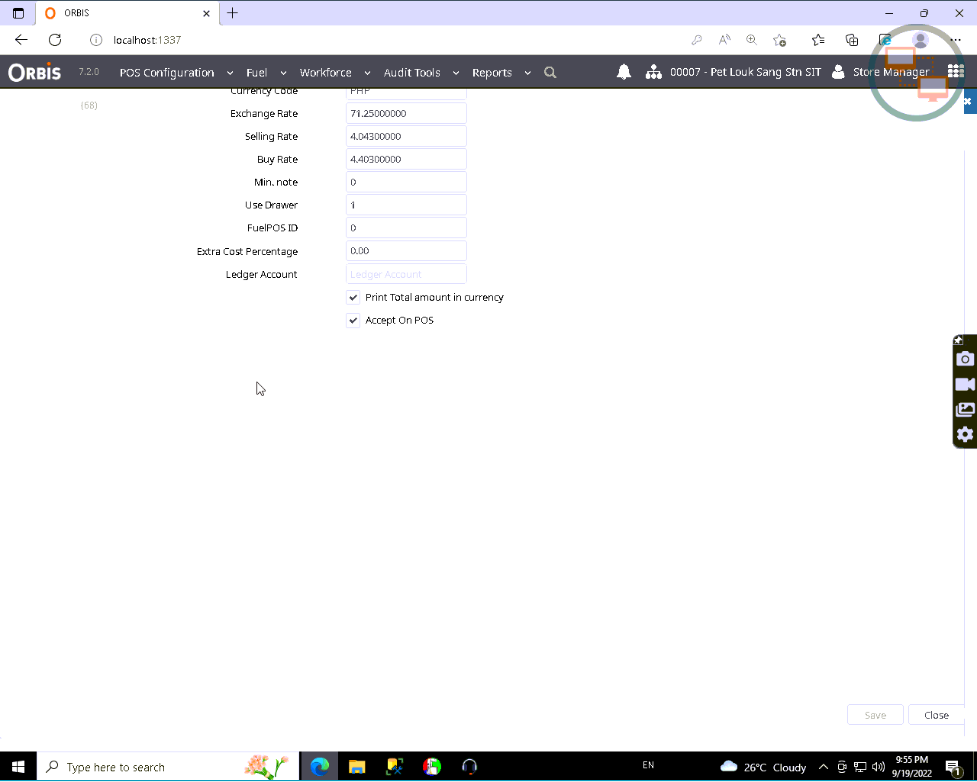 ORBIS
localhost:1337
ORBIS 7.2.0 POS Configuration Fuel Workforce Audit Tools Reports 00007 - Pet Louk Sang Stn SIT Store Manager
(68)
Currency Code PHP
Exchange Rate 71.25000000
Selling Rate 4.04300000
Buy Rate 4.40300000
Min. note 0
Use Drawer 1
FuelPOS ID 0
Extra Cost Percentage 0.00
Ledger Account Ledger Account
Print Total amount in currency
Accept On POS
Save Close
Type here to search EN 26°C Cloudy 9:55 PM
9/19/2022 1